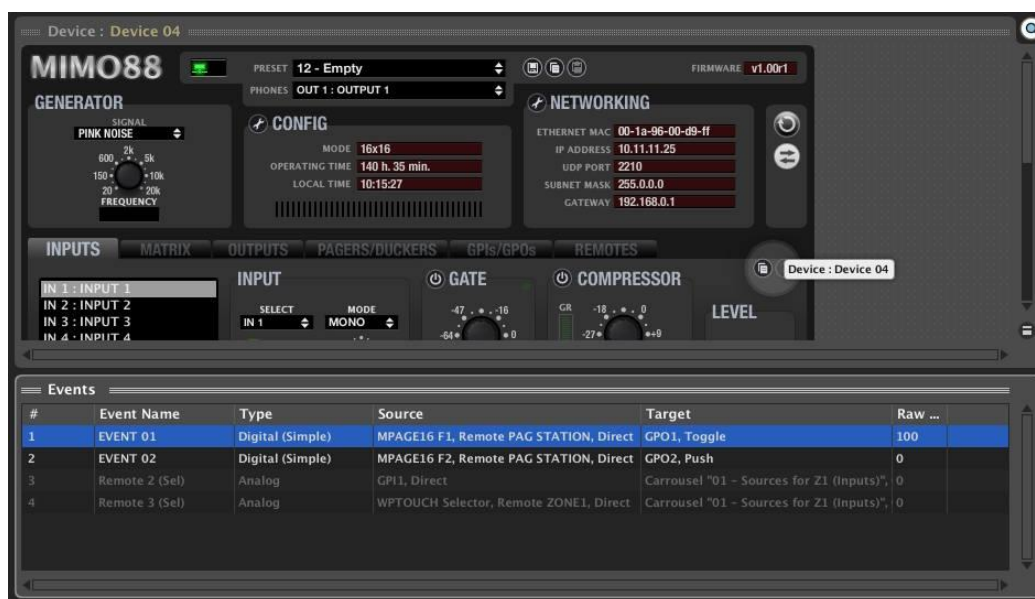 Device : Device 04
MIMO88
PRESET 12 - Empty
FIRMWARE v1.00r1
PHONES OUT 1 : OUTPUT 1
GENERATOR
SIGNAL
PINK NOISE
2k
600 5k
150 10k
20 20k
FREQUENCY
CONFIG
MODE 16x16
OPERATING TIME 140 h. 35 min.
LOCAL TIME 10:15:27
NETWORKING
ETHERNET MAC 00-1a-96-00-d9-ff
IP ADDRESS 10.11.11.25
UDP PORT 2210
SUBNET MASK 255.0.0.0
GATEWAY 192.168.0.1
INPUTS MATRIX OUTPUTS PAGERS/DUCKERS GPIs/GPOs REMOTES
Device : Device 04
IN 1 : INPUT 1
IN 2 : INPUT 2
IN 3 : INPUT 3
IN 4 : INPUT 4
INPUT
SELECT MODE
IN 1 MONO
GATE
-47 -16
-64 0
COMPRESSOR
GR -18 0
-27 +9
LEVEL
Events
# Event Name Type Source Target Raw ...
1 EVENT 01 Digital (Simple) MPAGE16 F1, Remote PAG STATION, Direct GPO1, Toggle 100
2 EVENT 02 Digital (Simple) MPAGE16 F2, Remote PAG STATION, Direct GPO2, Push 0
3 Remote 2 (Sel) Analog GPI1, Direct Carrousel "01 - Sources for Z1 (Inputs)", 0
4 Remote 3 (Sel) Analog WPTOUCH Selector, Remote ZONE1, Direct Carrousel "01 - Sources for Z1 (Inputs)", 0